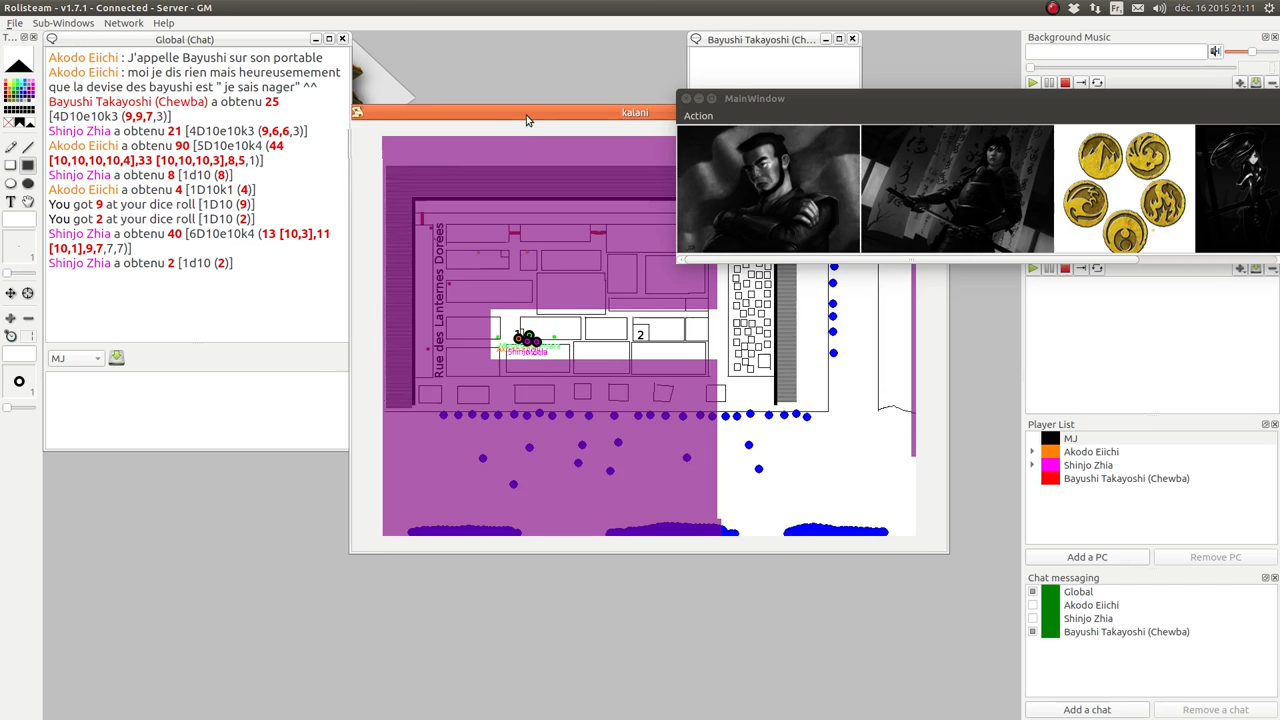 Rolisteam - v1.7.1 - Connected - Server - GM
Fr1
déc. 16 2015 21:11
File Sub-Windows Network Help
T...
Global (Chat)
Akodo Eiichi : J'appelle Bayushi sur son portable
Akodo Eiichi : moi je dis rien mais heureusemement
que la devise des bayushi est " je sais nager" ^^
Bayushi Takayoshi (Chewba) a obtenu 25
[4D10e10k3 (9,9,7,3)]
Shinjo Zhia a obtenu 21 [4D10e10k3 (9,6,6,3)]
Akodo Eiichi a obtenu 90 [5D10e10k4 (44
[10,10,10,10,4],33 [10,10,10,3],8,5,1)]
Shinjo Zhia a obtenu 8 [1d10 (8)]
Akodo Eiichi a obtenu 4 [1D10k1 (4)]
You got 9 at your dice roll [1D10 (9)]
You got 2 at your dice roll [1D10 (2)]
Shinjo Zhia a obtenu 40 [6D10e10k4 (13 [10,3],11
[10,1],9,7,7,7)]
Shinjo Zhia a obtenu 2 [1d10 (2)]
MJ
T
1
1
kalani
Rue des Lanternes Dorées
2
Shinjo Zhia
Bayushi Takayoshi (Ch...
MainWindow
Action
Background Music
Player List
MJ
Akodo Eiichi
Shinjo Zhia
Bayushi Takayoshi (Chewba)
Add a PC
Remove PC
Chat messaging
Global
Akodo Eiichi
Shinjo Zhia
Bayushi Takayoshi (Chewba)
Add a chat
Remove a chat